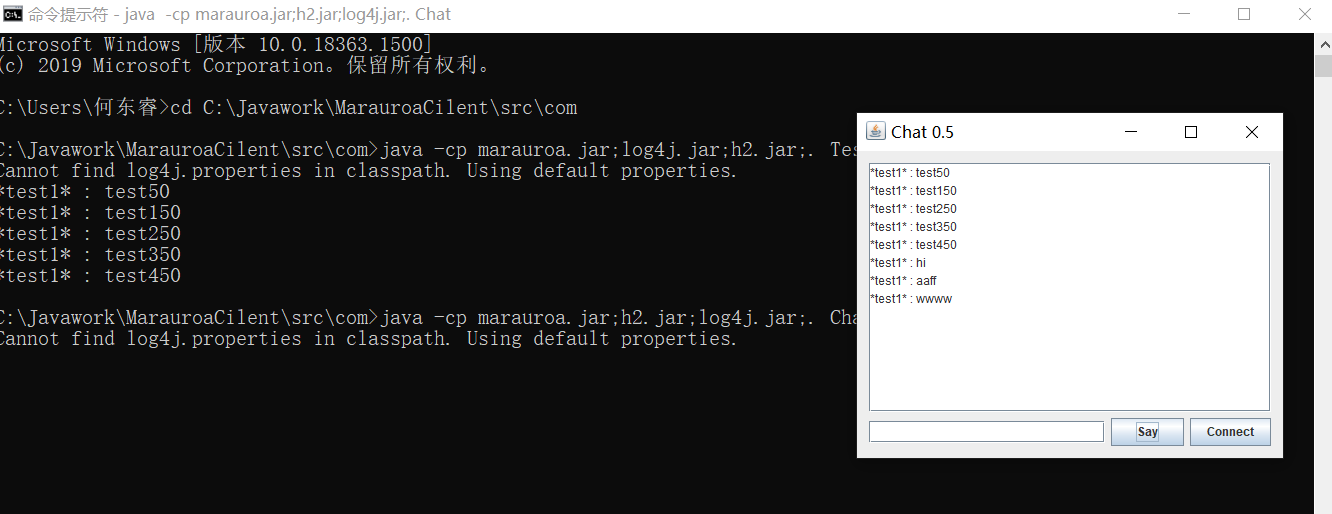 命令提示符 - java  -cp marauroa.jar;h2.jar;log4j.jar;. Chat
Microsoft Windows [版本 10.0.18363.1500]
(c) 2019 Microsoft Corporation。保留所有权利。
C:\Users\何东睿>cd C:\Javawork\MarauroaCilent\src\com
C:\Javawork\MarauroaCilent\src\com>java -cp marauroa.jar;log4j.jar;h2.jar;. Tes
Cannot find log4j.properties in classpath. Using default properties.
*test1* : test50
*test1* : test150
*test1* : test250
*test1* : test350
*test1* : test450
C:\Javawork\MarauroaCilent\src\com>java -cp marauroa.jar;h2.jar;log4j.jar;. Cha
Cannot find log4j.properties in classpath. Using default properties.
Chat 0.5
*test1* : test50
*test1* : test150
*test1* : test250
*test1* : test350
*test1* : test450
*test1* : hi
*test1* : aaff
*test1* : wwww
Say
Connect